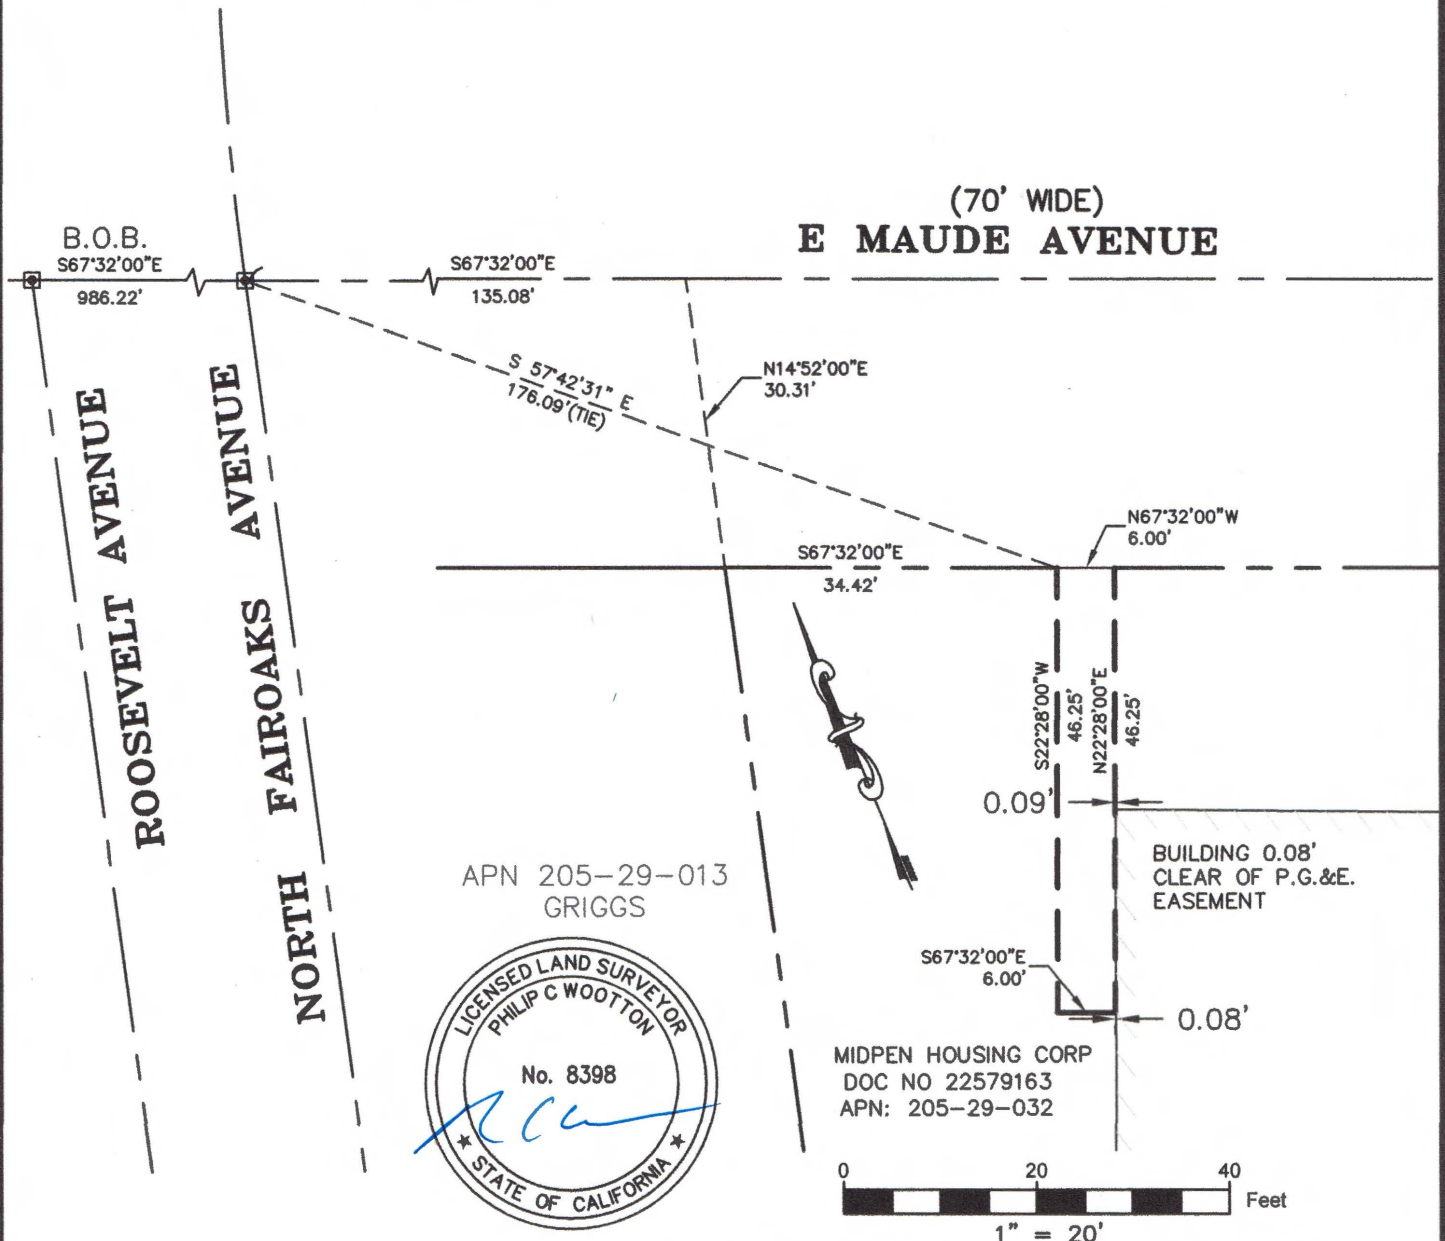 (70' WIDE)
E MAUDE AVENUE
B.O.B.
S67°32'00"E
986.22'
S67°32'00"E
135.08'
N14°52'00"E
30.31'
S 57°42'31" E
176.09'(TIE)
ROOSEVELT AVENUE
NORTH FAIROAKS AVENUE
N67°32'00"W
6.00'
S67°32'00"E
34.42'
S22°28'00"W
46.25'
N22°28'00"E
46.25'
0.09'
BUILDING 0.08'
CLEAR OF P.G.&E.
EASEMENT
APN 205-29-013
GRIGGS
S67°32'00"E
6.00'
0.08'
LICENSED LAND SURVEYOR
PHILIP C WOOTTON
No. 8398
STATE OF CALIFORNIA
MIDPEN HOUSING CORP
DOC NO 22579163
APN: 205-29-032
0 20 40
Feet
1" = 20'